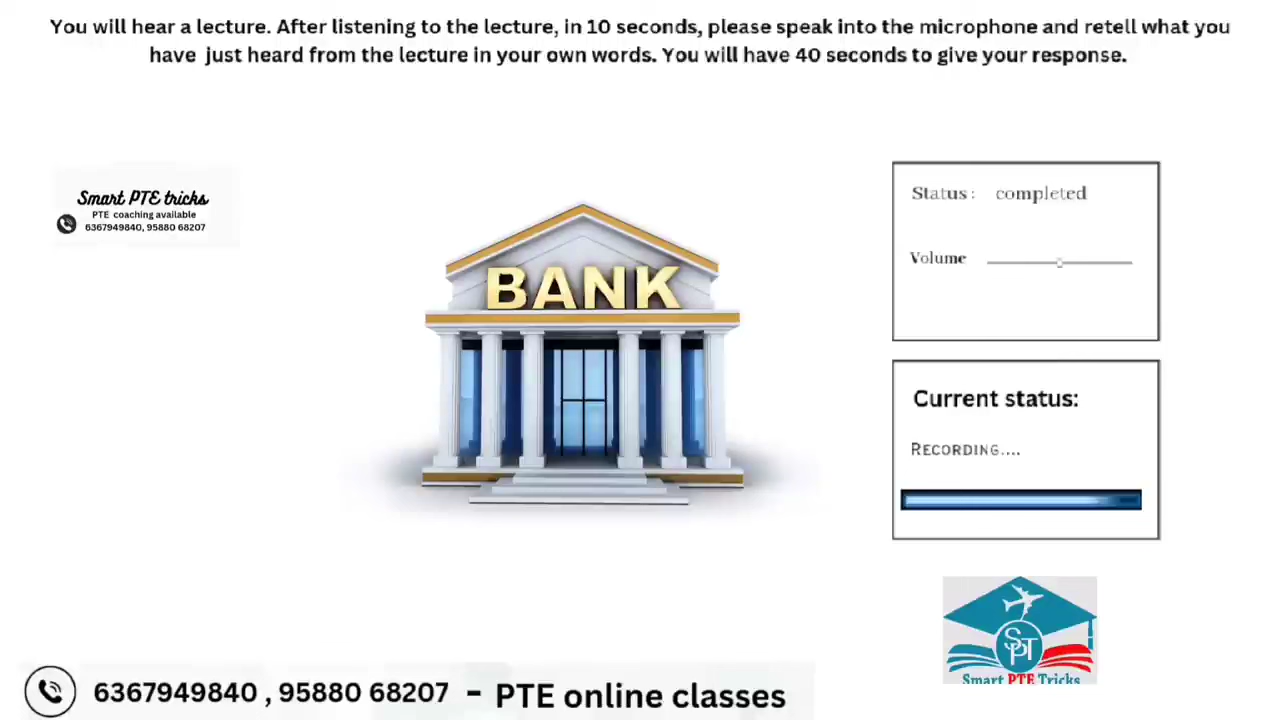 You will hear a lecture. After listening to the lecture, in 10 seconds, please speak into the microphone and retell what you
have just heard from the lecture in your own words. You will have 40 seconds to give your response.
Smart PTE tricks
PTE coaching available
6367949840, 95880 68207
BANK
Status : completed
Volume
Current status:
RECORDING....
SPT
Smart PTE Tricks
6367949840 , 95880 68207 - PTE online classes